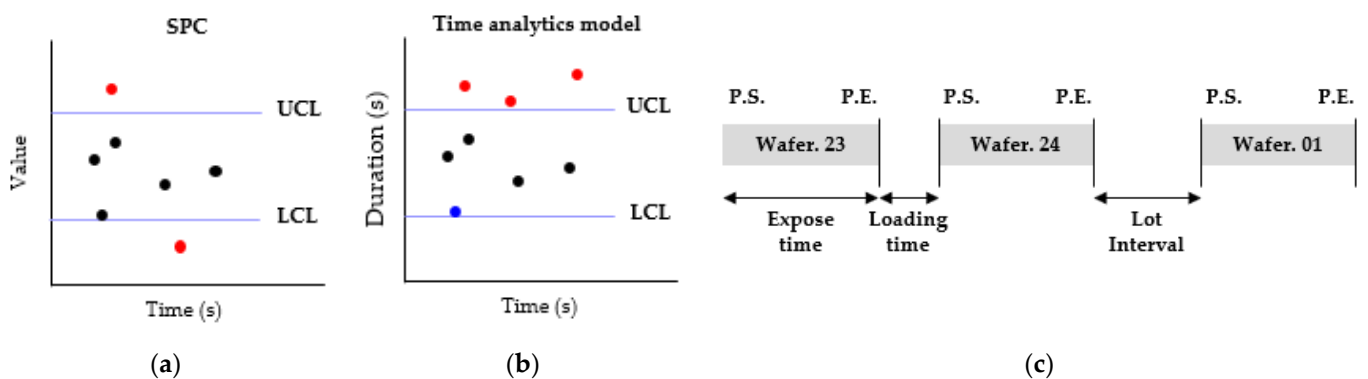 SPC
UCL
LCL
Value
Time (s)
(a)
Time analytics model
UCL
LCL
Duration (s)
Time (s)
(b)
P.S. P.E. P.S. P.E. P.S. P.E.
Wafer. 23 Wafer. 24 Wafer. 01
Expose Loading Lot
time time Interval
(c)